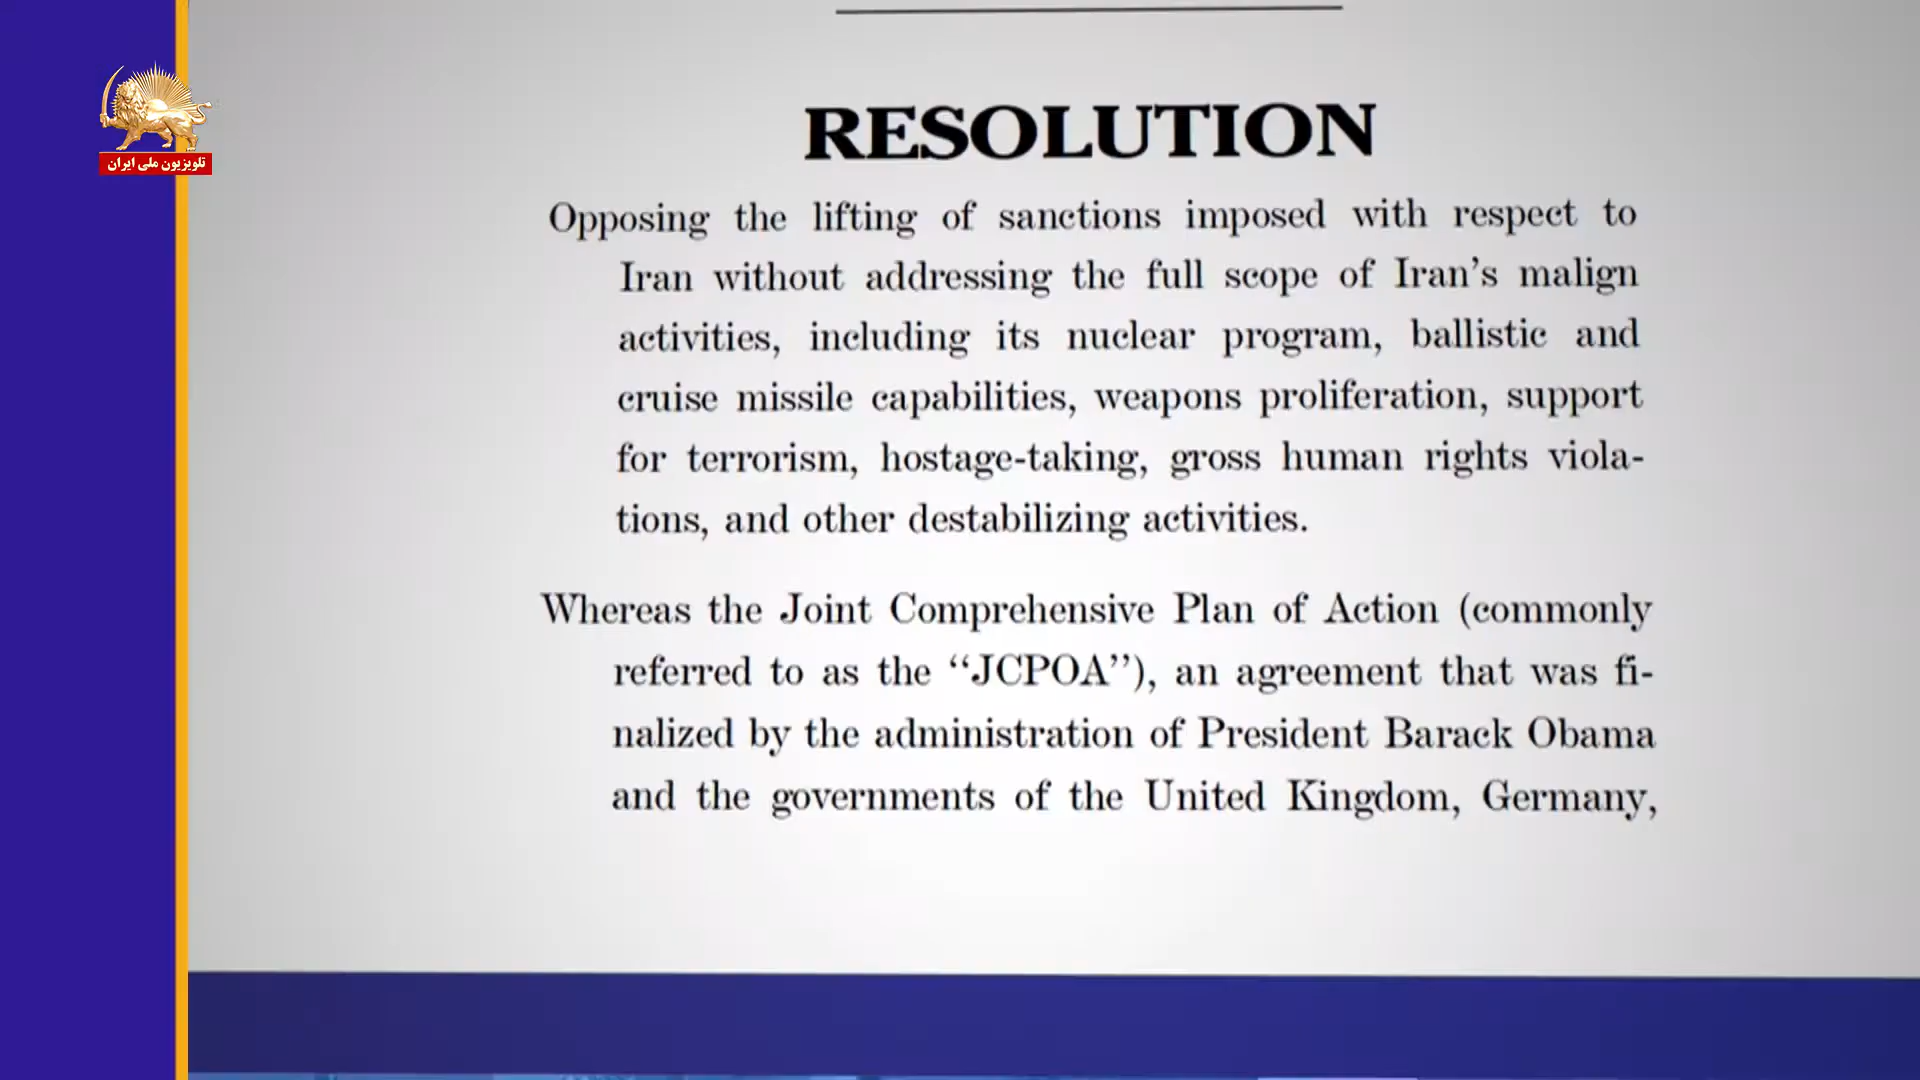 تلویزیون ملی ایران
RESOLUTION
Opposing the lifting of sanctions imposed with respect to
Iran without addressing the full scope of Iran’s malign
activities, including its nuclear program, ballistic and
cruise missile capabilities, weapons proliferation, support
for terrorism, hostage-taking, gross human rights viola-
tions, and other destabilizing activities.
Whereas the Joint Comprehensive Plan of Action (commonly
referred to as the “JCPOA”), an agreement that was fi-
nalized by the administration of President Barack Obama
and the governments of the United Kingdom, Germany,